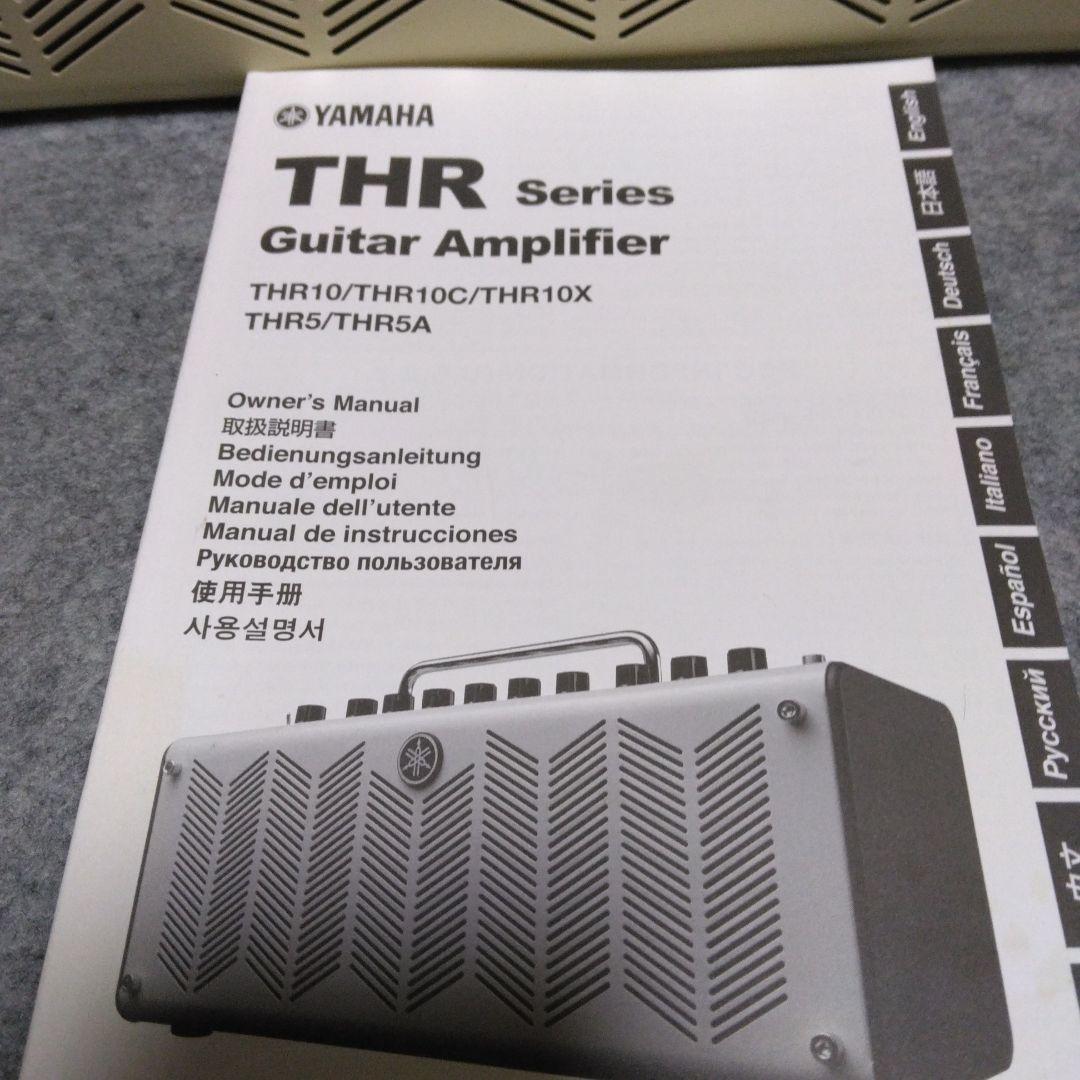 YAMAHA
THR Series
Guitar Amplifier
THR10/THR10C/THR10X
THR5/THR5A
Owner's Manual
取扱説明書
Bedienungsanleitung
Mode d'emploi
Manuale dell'utente
Manual de instrucciones
Руководство пользователя
使用手册
사용설명서
English
日本語
Deutsch
Français
Italiano
Español
Русский
中文